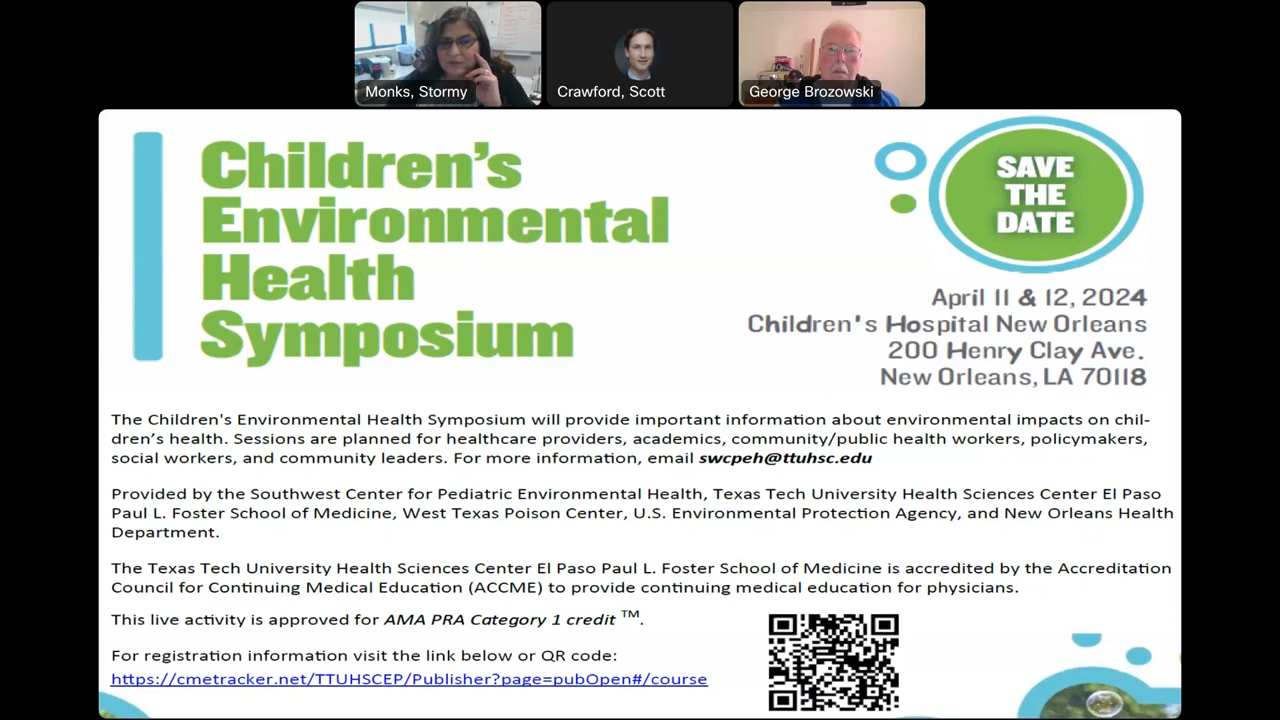 Monks, Stormy
Crawford, Scott
George Brozowski
Children's
Environmental
Health
Symposium
SAVE
THE
DATE
April 11 & 12, 2024
Children's Hospital New Orleans
200 Henry Clay Ave.
New Orleans, LA 70118
The Children's Environmental Health Symposium will provide important information about environmental impacts on chil-
dren's health. Sessions are planned for healthcare providers, academics, community/public health workers, policymakers,
social workers, and community leaders. For more information, email swcpeh@ttuhsc.edu
Provided by the Southwest Center for Pediatric Environmental Health, Texas Tech University Health Sciences Center El Paso
Paul L. Foster School of Medicine, West Texas Poison Center, U.S. Environmental Protection Agency, and New Orleans Health
Department.
The Texas Tech University Health Sciences Center El Paso Paul L. Foster School of Medicine is accredited by the Accreditation
Council for Continuing Medical Education (ACCME) to provide continuing medical education for physicians.
This live activity is approved for AMA PRA Category 1 credit TM.
For registration information visit the link below or QR code:
https://cmetracker.net/TTUHSCEP/Publisher?page=pubOpen#/course